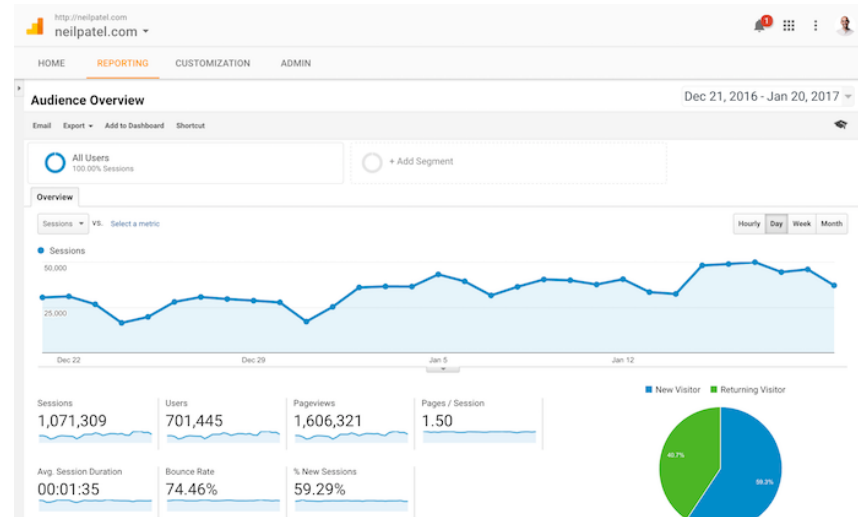 http://neilpatel.com
neilpatel.com
1
HOME REPORTING CUSTOMIZATION ADMIN
Audience Overview
Dec 21, 2016 - Jan 20, 2017
Email Export Add to Dashboard Shortcut
All Users
100.00% Sessions
+ Add Segment
Overview
Sessions VS. Select a metric
Hourly Day Week Month
Sessions
50,000
25,000
Dec 22 Dec 29 Jan 5 Jan 12
New Visitor Returning Visitor
Sessions Users Pageviews Pages / Session
1,071,309 701,445 1,606,321 1.50
40.7%
59.3%
Avg. Session Duration Bounce Rate % New Sessions
00:01:35 74.46% 59.29%